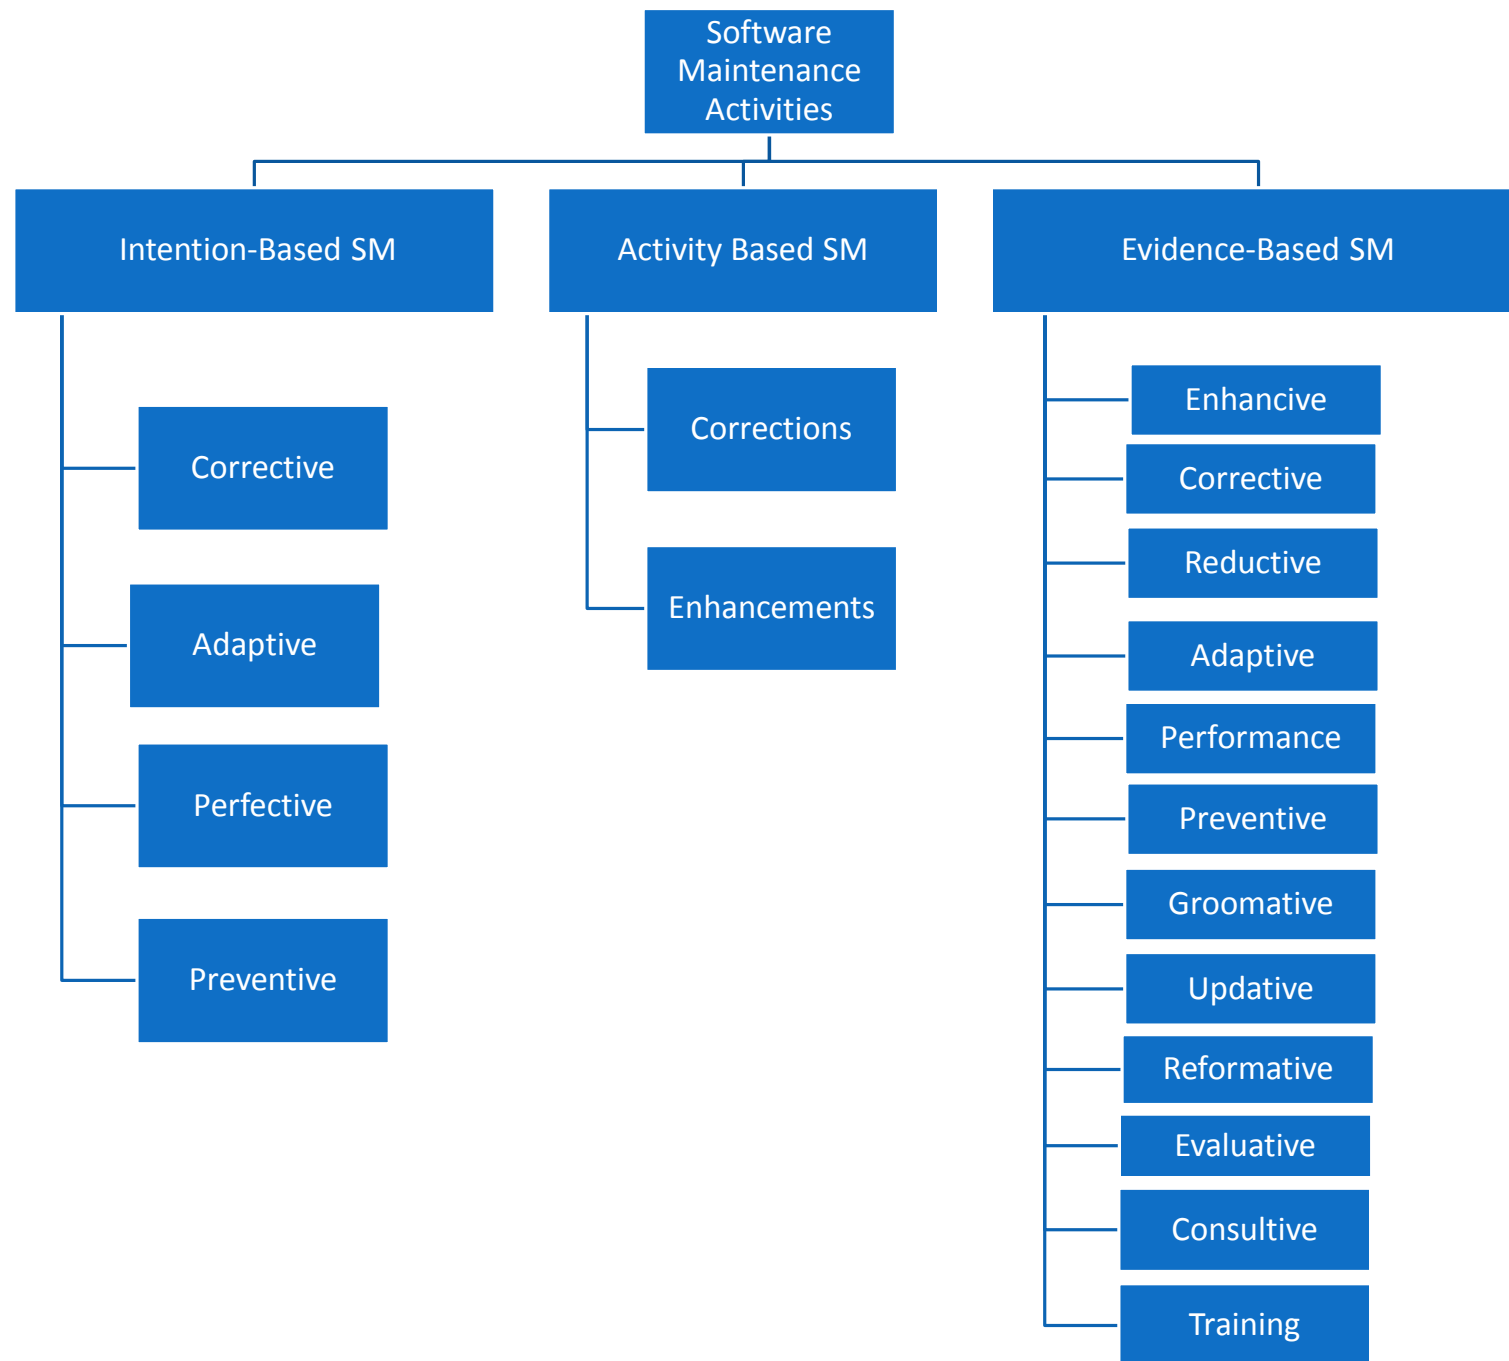 Software
Maintenance
Activities
Intention-Based SM
Activity Based SM
Evidence-Based SM
Corrective
Adaptive
Perfective
Preventive
Corrections
Enhancements
Enhancive
Corrective
Reductive
Adaptive
Performance
Preventive
Groomative
Updative
Reformative
Evaluative
Consultive
Training